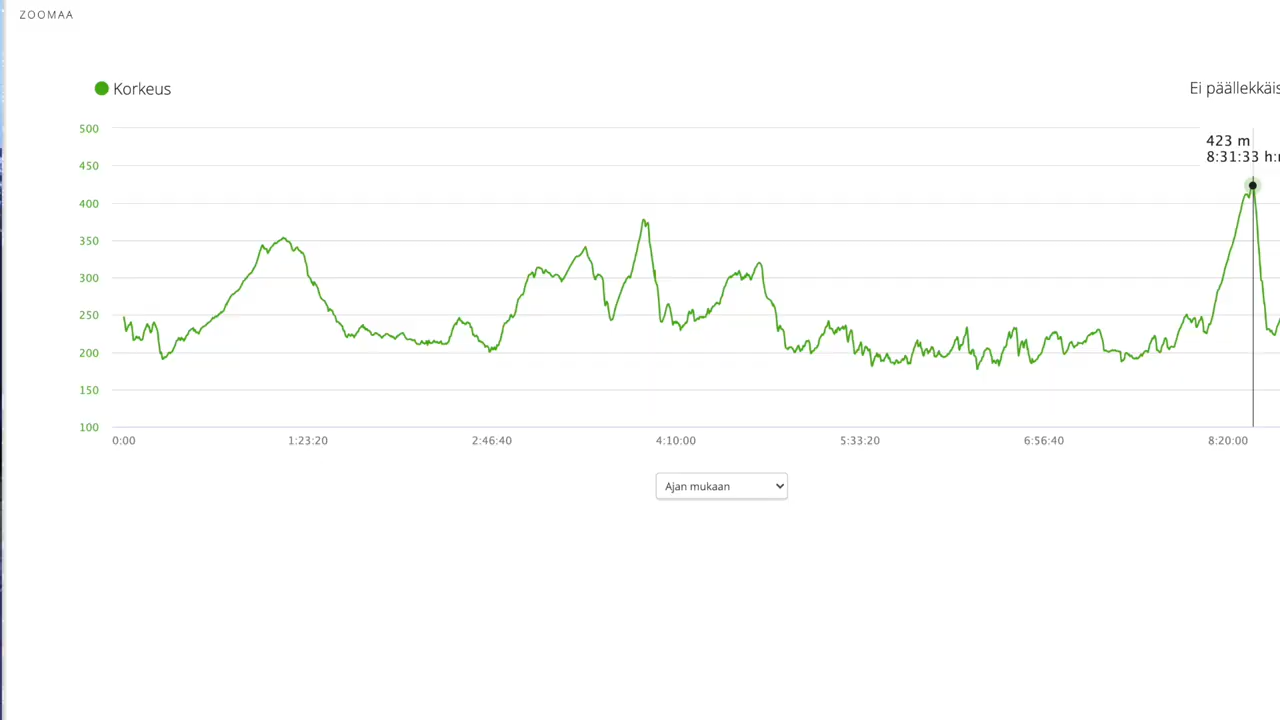 ZOOMAA
Korkeus
Ei päällekkäis
500
450
400
350
300
250
200
150
100
423 m
8:31:33 h:
0:00
1:23:20
2:46:40
4:10:00
5:33:20
6:56:40
8:20:00
Ajan mukaan